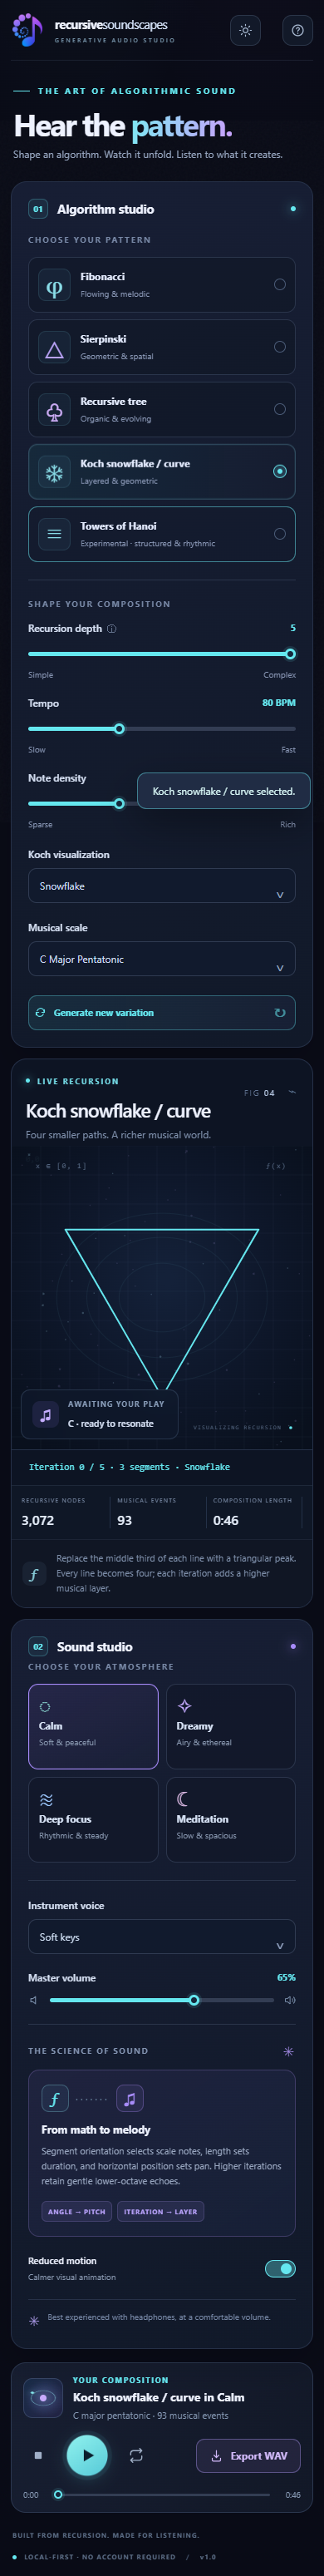 recursivesoundscapes
GENERATIVE AUDIO STUDIO
THE ART OF ALGORITHMIC SOUND
Hear the pattern.
Shape an algorithm. Watch it unfold. Listen to what it creates.
01 Algorithm studio
CHOOSE YOUR PATTERN
φ Fibonacci
Flowing & melodic
Sierpinski
Geometric & spatial
Recursive tree
Organic & evolving
Koch snowflake / curve
Layered & geometric
Towers of Hanoi
Experimental · structured & rhythmic
SHAPE YOUR COMPOSITION
Recursion depth ⓘ 5
Simple Complex
Tempo 80 BPM
Slow Fast
Note density
Koch snowflake / curve selected.
Sparse Rich
Koch visualization
Snowflake
Musical scale
C Major Pentatonic
Generate new variation
LIVE RECURSION
FIG 04
Koch snowflake / curve
Four smaller paths. A richer musical world.
x ∈ [0, 1] ƒ(x)
AWAITING YOUR PLAY
C · ready to resonate
VISUALIZING RECURSION
Iteration 0 / 5 · 3 segments · Snowflake
RECURSIVE NODES MUSICAL EVENTS COMPOSITION LENGTH
3,072 93 0:46
ƒ Replace the middle third of each line with a triangular peak.
Every line becomes four; each iteration adds a higher
musical layer.
02 Sound studio
CHOOSE YOUR ATMOSPHERE
Calm
Soft & peaceful
Dreamy
Airy & ethereal
Deep focus
Rhythmic & steady
Meditation
Slow & spacious
Instrument voice
Soft keys
Master volume 65%
THE SCIENCE OF SOUND
ƒ
From math to melody
Segment orientation selects scale notes, length sets
duration, and horizontal position sets pan. Higher iterations
retain gentle lower-octave echoes.
ANGLE → PITCH ITERATION → LAYER
Reduced motion
Calmer visual animation
Best experienced with headphones, at a comfortable volume.
YOUR COMPOSITION
Koch snowflake / curve in Calm
C major pentatonic · 93 musical events
Export WAV
0:00 0:46
BUILT FROM RECURSION. MADE FOR LISTENING.
LOCAL-FIRST · NO ACCOUNT REQUIRED / v1.0